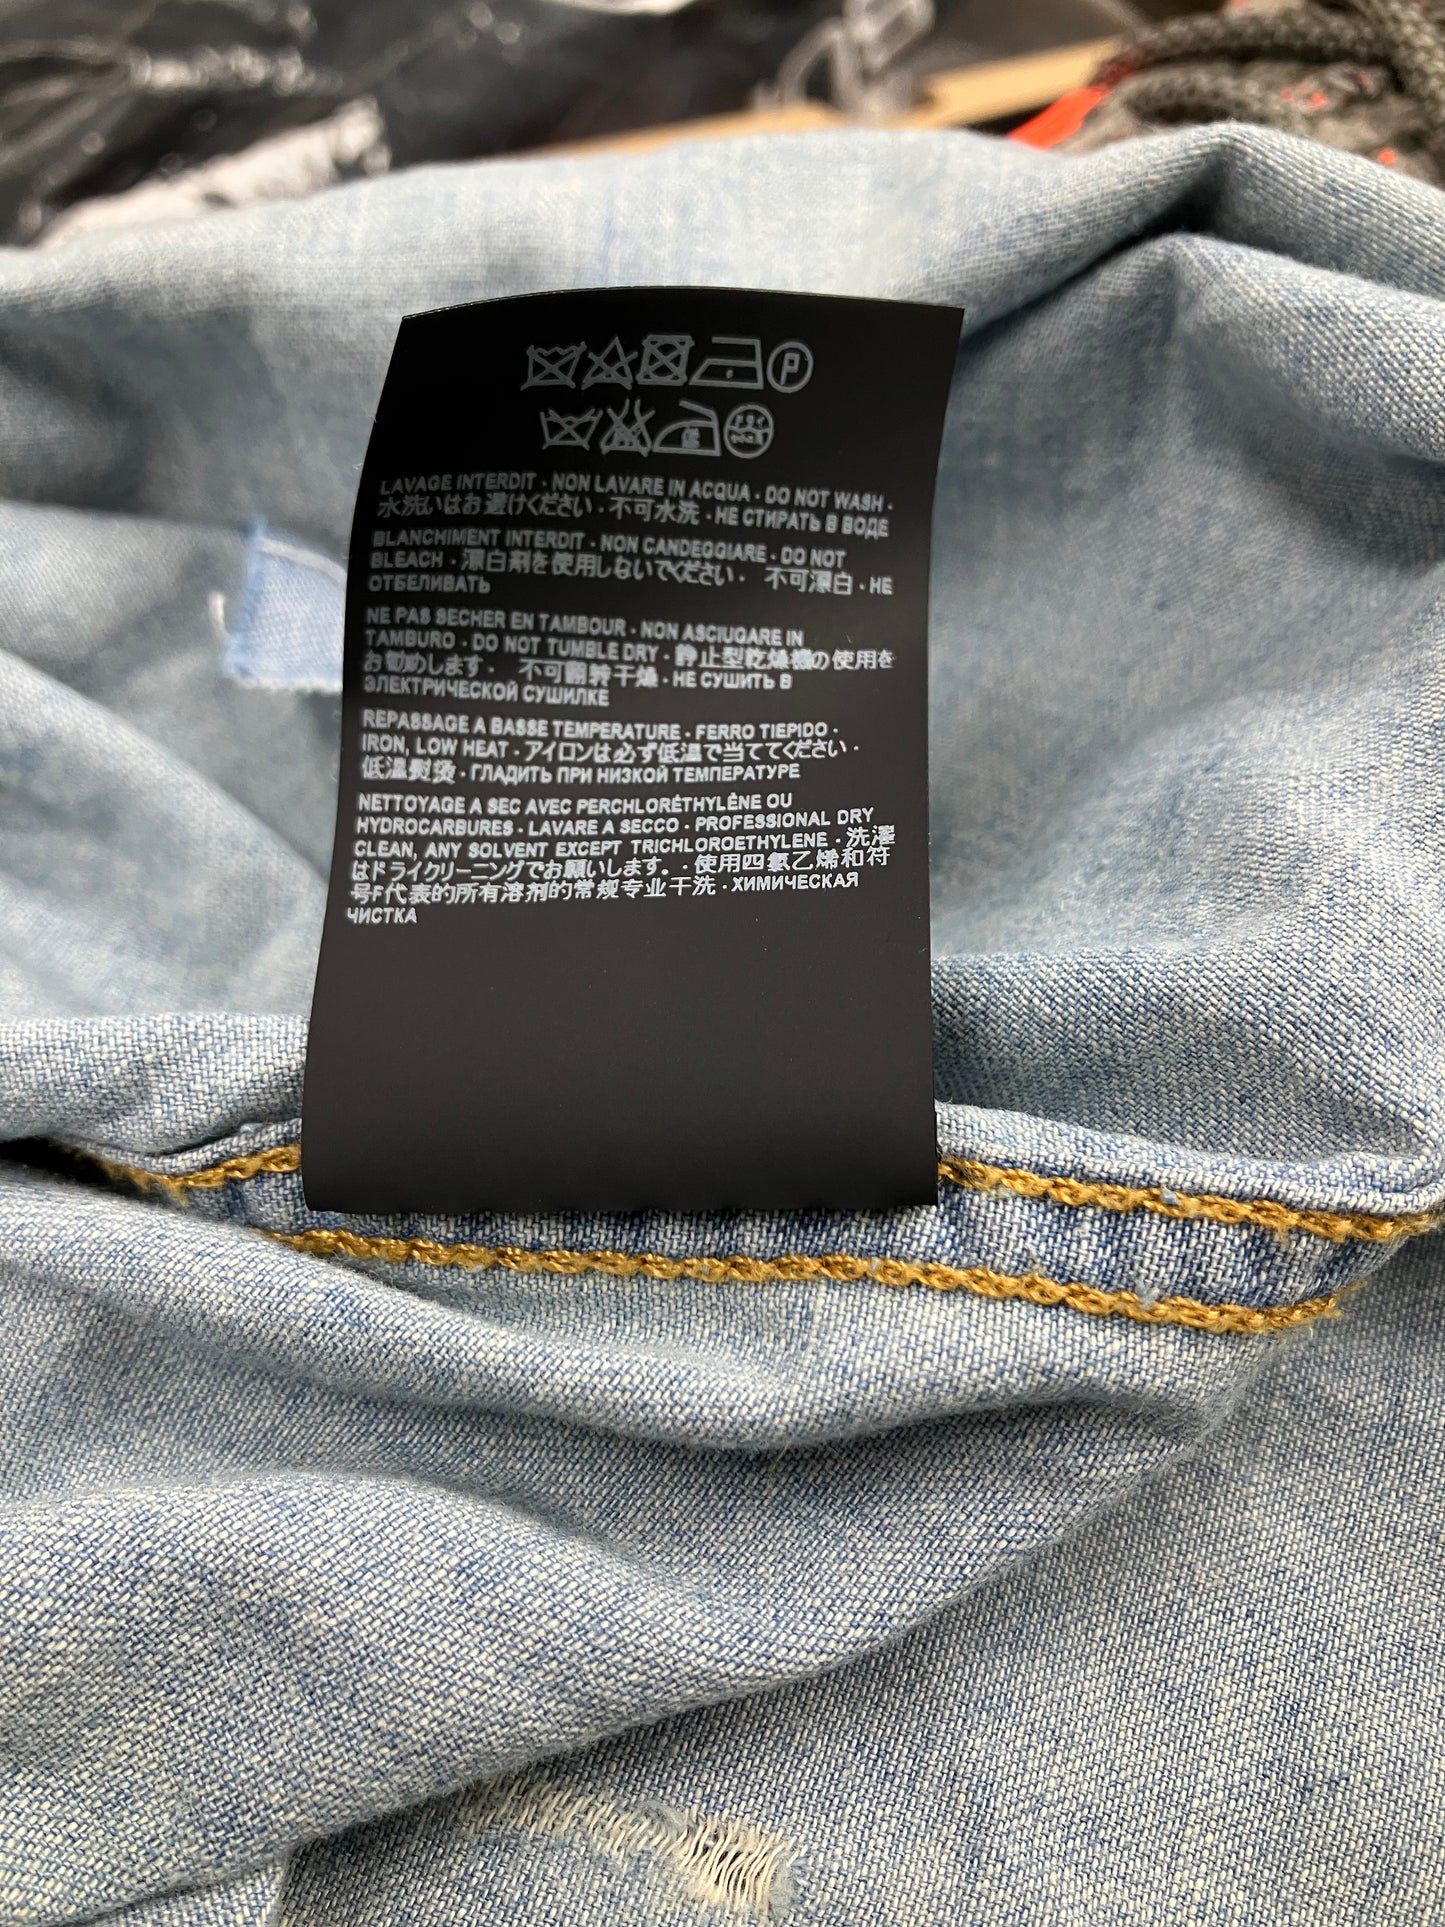 P
LAVAGE INTERDIT · NON LAVARE IN ACQUA · DO NOT WASH ·
水洗いはお避けください · 不可水洗 · НЕ СТИРАТЬ В ВОДЕ
BLANCHIMENT INTERDIT · NON CANDEGGIARE · DO NOT
BLEACH · 漂白剤を使用しないでください · 不可漂白 · НЕ
ОТБЕЛИВАТЬ
NE PAS SECHER EN TAMBOUR · NON ASCIUGARE IN
TAMBURO · DO NOT TUMBLE DRY · 静止型乾燥機の使用を
お勧めします · 不可翻转干燥 · НЕ СУШИТЬ В
ЭЛЕКТРИЧЕСКОЙ СУШИЛКЕ
REPASSAGE A BASSE TEMPERATURE · FERRO TIEPIDO ·
IRON, LOW HEAT · アイロンは必ず低温で当ててください ·
低温熨烫 · ГЛАДИТЬ ПРИ НИЗКОЙ ТЕМПЕРАТУРЕ
NETTOYAGE A SEC AVEC PERCHLORÉTHYLÈNE OU
HYDROCARBURES · LAVARE A SECCO · PROFESSIONAL DRY
CLEAN, ANY SOLVENT EXCEPT TRICHLOROETHYLENE · 洗濯
はドライクリーニングでお願いします。 · 使用四氯乙烯和符
号F代表的所有溶剂的常规专业干洗 · ХИМИЧЕСКАЯ
ЧИСТКА